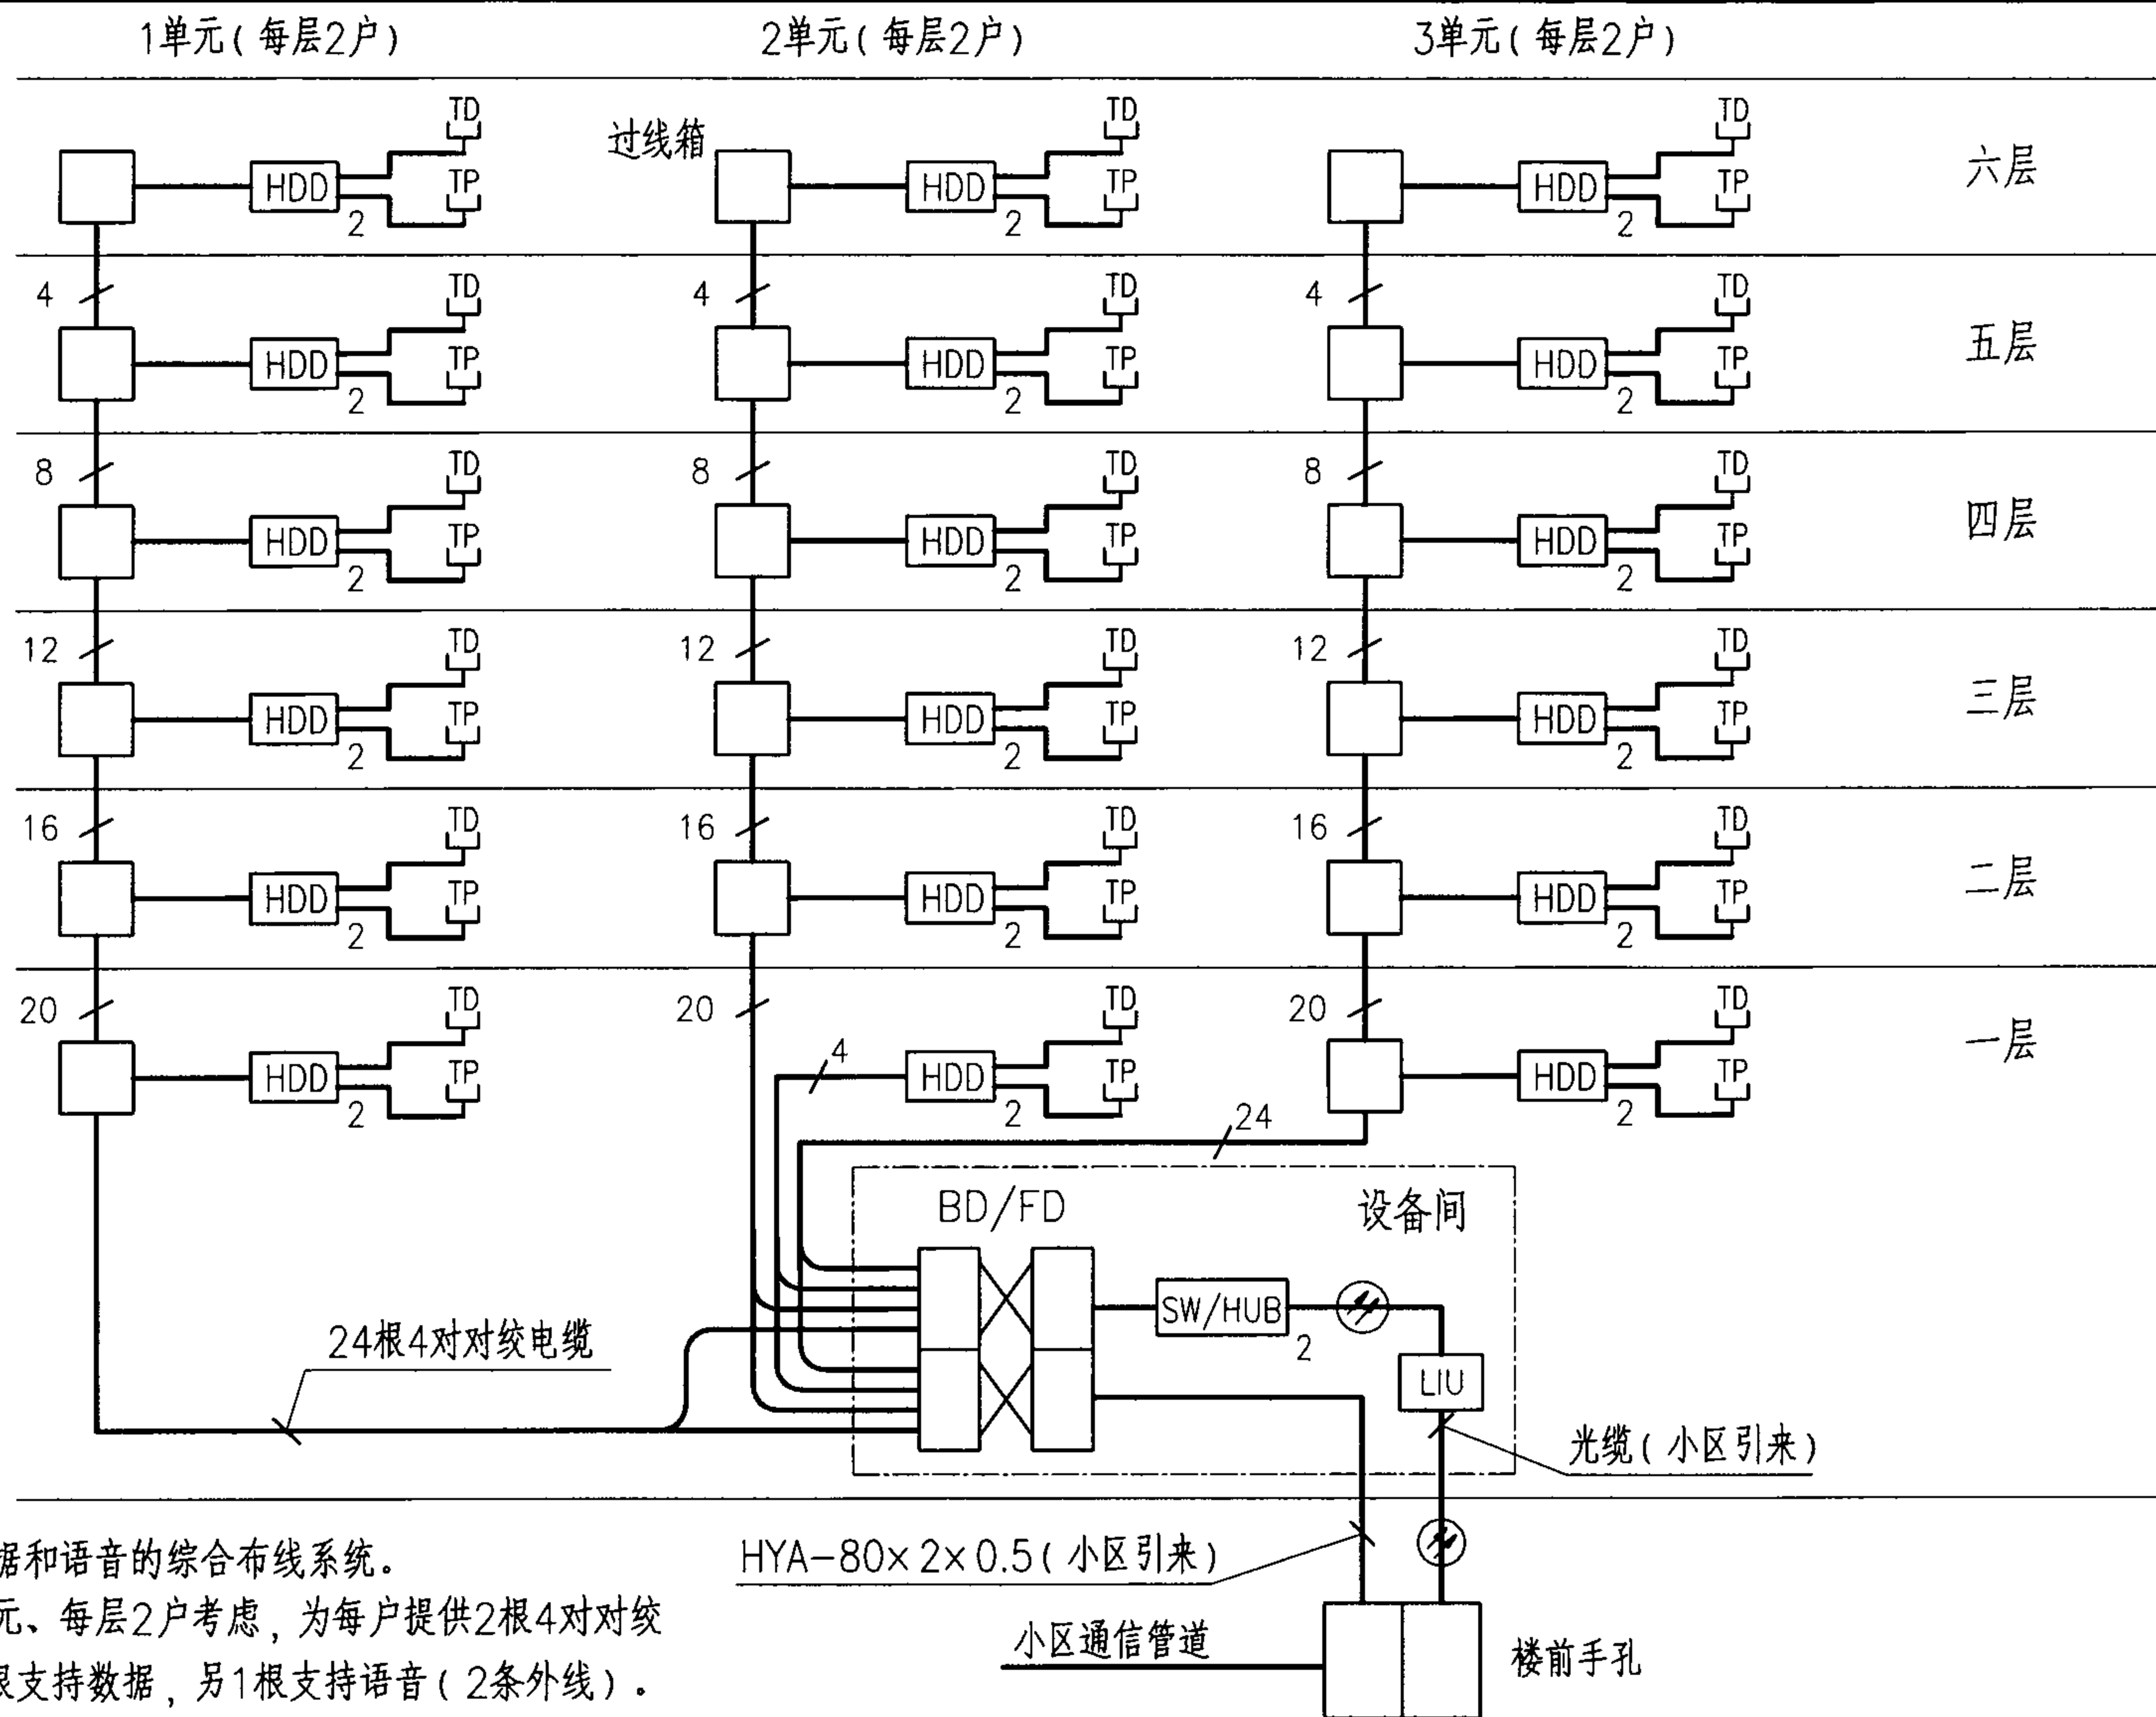 1单元(每层2户)
2单元(每层2户)
3单元(每层2户)
过线箱
HDD
2
TD
TP
HDD
2
TD
TP
HDD
2
TD
TP
六层
4
HDD
2
TD
TP
4
HDD
2
TD
TP
4
HDD
2
TD
TP
五层
8
HDD
2
TD
TP
8
HDD
2
TD
TP
8
HDD
2
TD
TP
四层
12
HDD
2
TD
TP
12
HDD
2
TD
TP
12
HDD
2
TD
TP
三层
16
HDD
2
TD
TP
16
HDD
2
TD
TP
16
HDD
2
TD
TP
二层
20
HDD
2
TD
TP
20
4
HDD
2
TD
TP
20
HDD
2
TD
TP
一层
24
BD/FD
设备间
SW/HUB
2
LIU
24根4对对绞电缆
光缆(小区引来)
HYA-80×2×0.5(小区引来)
小区通信管道
楼前手孔
据和语音的综合布线系统。
元、每层2户考虑,为每户提供2根4对对绞
根支持数据,另1根支持语音(2条外线)。